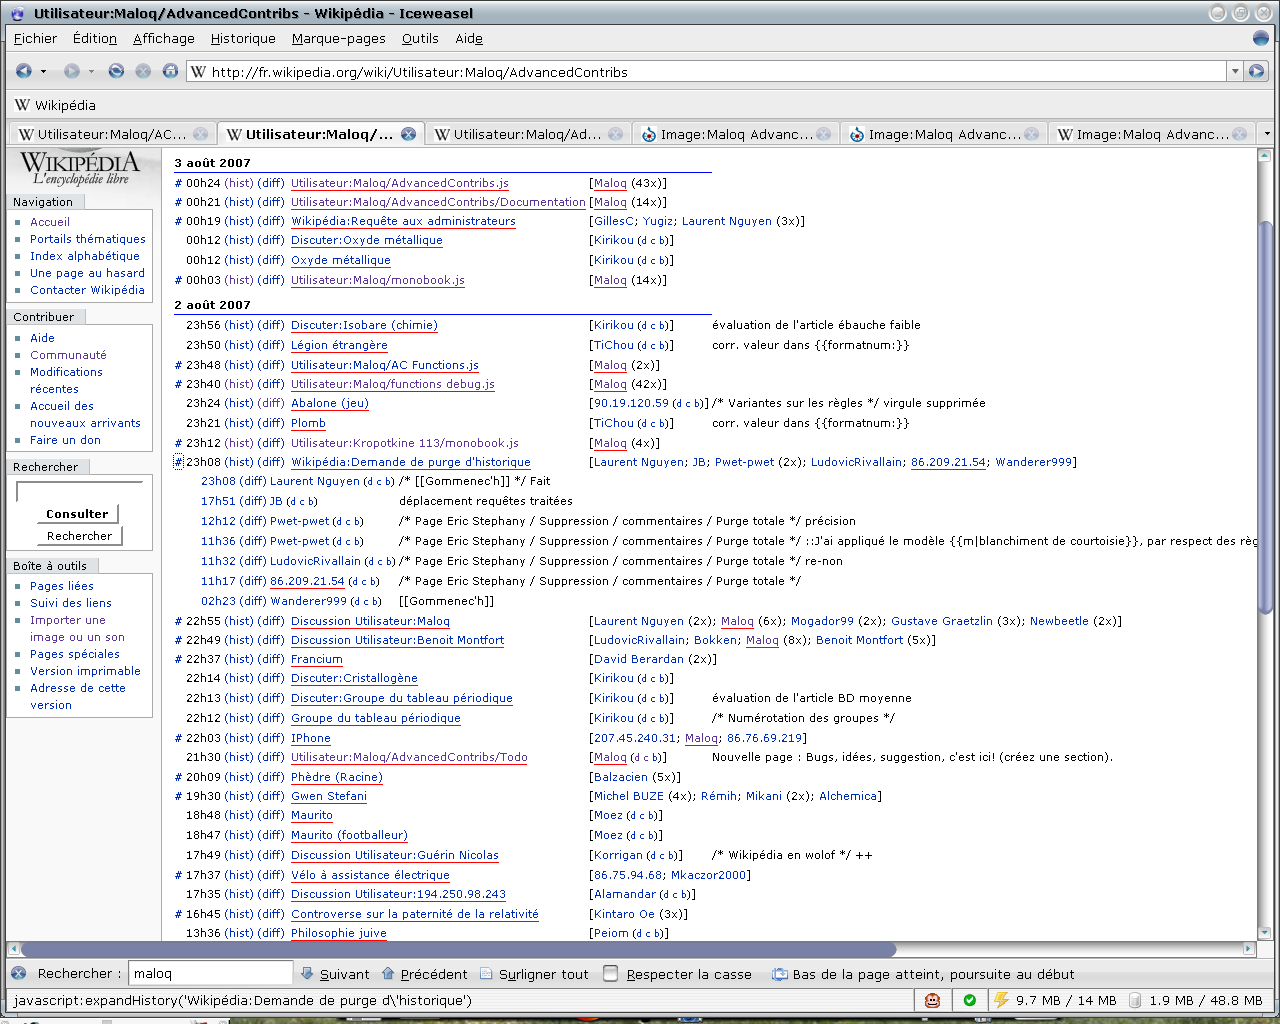 Utilisateur:Maloq/AdvancedContribs - Wikipédia - Iceweasel
Fichier Édition Affichage Historique Marque-pages Outils Aide
http://fr.wikipedia.org/wiki/Utilisateur:Maloq/AdvancedContribs
Wikipédia
Utilisateur:Maloq/AC... Utilisateur:Maloq/... Utilisateur:Maloq/Ad... Image:Maloq Advanc... Image:Maloq Advanc... Image:Maloq Advanc...
WIKIPÉDIA
L'encyclopédie libre
Navigation
Accueil
Portails thématiques
Index alphabétique
Une page au hasard
Contacter Wikipédia
Contribuer
Aide
Communauté
Modifications
récentes
Accueil des
nouveaux arrivants
Faire un don
Rechercher
Consulter
Rechercher
Boîte à outils
Pages liées
Suivi des liens
Importer une
image ou un son
Pages spéciales
Version imprimable
Adresse de cette
version
3 août 2007
# 00h24 (hist) (diff) Utilisateur:Maloq/AdvancedContribs.js [Maloq (43x)]
# 00h21 (hist) (diff) Utilisateur:Maloq/AdvancedContribs/Documentation [Maloq (14x)]
# 00h19 (hist) (diff) Wikipédia:Requête aux administrateurs [GillesC; Yugiz; Laurent Nguyen (3x)]
00h12 (hist) (diff) Discuter:Oxyde métallique [Kirikou (d c b)]
00h12 (hist) (diff) Oxyde métallique [Kirikou (d c b)]
# 00h03 (hist) (diff) Utilisateur:Maloq/monobook.js [Maloq (14x)]
2 août 2007
23h56 (hist) (diff) Discuter:Isobare (chimie) [Kirikou (d c b)] évaluation de l'article ébauche faible
23h50 (hist) (diff) Légion étrangère [TiChou (d c b)] corr. valeur dans {{formatnum:}}
# 23h48 (hist) (diff) Utilisateur:Maloq/AC Functions.js [Maloq (2x)]
# 23h40 (hist) (diff) Utilisateur:Maloq/functions debug.js [Maloq (42x)]
23h24 (hist) (diff) Abalone (jeu) [90.19.120.59 (d c b)] /* Variantes sur les règles */ virgule supprimée
23h21 (hist) (diff) Plomb [TiChou (d c b)] corr. valeur dans {{formatnum:}}
# 23h12 (hist) (diff) Utilisateur:Kropotkine 113/monobook.js [Maloq (4x)]
# 23h08 (hist) (diff) Wikipédia:Demande de purge d'historique [Laurent Nguyen; JB; Pwet-pwet (2x); LudovicRivallain; 86.209.21.54; Wanderer999]
23h08 (diff) Laurent Nguyen (d c b) /* [[Gommenec'h]] */ Fait
17h51 (diff) JB (d c b) déplacement requêtes traitées
12h12 (diff) Pwet-pwet (d c b) /* Page Eric Stephany / Suppression / commentaires / Purge totale */ précision
11h36 (diff) Pwet-pwet (d c b) /* Page Eric Stephany / Suppression / commentaires / Purge totale */ ::J'ai appliqué le modèle {{m|blanchiment de courtoisie}}, par respect des règ
11h32 (diff) LudovicRivallain (d c b) /* Page Eric Stephany / Suppression / commentaires / Purge totale */ re-non
11h17 (diff) 86.209.21.54 (d c b) /* Page Eric Stephany / Suppression / commentaires / Purge totale */
02h23 (diff) Wanderer999 (d c b) [[Gommenec'h]]
# 22h55 (hist) (diff) Discussion Utilisateur:Maloq [Laurent Nguyen (2x); Maloq (6x); Mogador99 (2x); Gustave Graetzlin (3x); Newbeetle (2x)]
# 22h49 (hist) (diff) Discussion Utilisateur:Benoit Montfort [LudovicRivallain; Bokken; Maloq (8x); Benoit Montfort (5x)]
# 22h37 (hist) (diff) Francium [David Berardan (2x)]
22h14 (hist) (diff) Discuter:Cristallogène [Kirikou (d c b)]
22h13 (hist) (diff) Discuter:Groupe du tableau périodique [Kirikou (d c b)] évaluation de l'article BD moyenne
22h12 (hist) (diff) Groupe du tableau périodique [Kirikou (d c b)] /* Numérotation des groupes */
# 22h03 (hist) (diff) IPhone [207.45.240.31; Maloq; 86.76.69.219]
21h30 (hist) (diff) Utilisateur:Maloq/AdvancedContribs/Todo [Maloq (d c b)] Nouvelle page : Bugs, idées, suggestion, c'est ici! (créez une section).
# 20h09 (hist) (diff) Phèdre (Racine) [Balzacien (5x)]
# 19h30 (hist) (diff) Gwen Stefani [Michel BUZE (4x); Rémih; Mikani (2x); Alchemica]
18h48 (hist) (diff) Maurito [Moez (d c b)]
18h47 (hist) (diff) Maurito (footballeur) [Moez (d c b)]
17h49 (hist) (diff) Discussion Utilisateur:Guérin Nicolas [Korrigan (d c b)] /* Wikipédia en wolof */ ++
# 17h37 (hist) (diff) Vélo à assistance électrique [86.75.94.68; Mkaczor2000]
17h35 (hist) (diff) Discussion Utilisateur:194.250.98.243 [Alamandar (d c b)]
# 16h45 (hist) (diff) Controverse sur la paternité de la relativité [Kintaro Oe (3x)]
13h36 (hist) (diff) Philosophie juive [Peiom (d c b)]
Rechercher : maloq Suivant Précédent Surligner tout Respecter la casse Bas de la page atteint, poursuite au début
javascript:expandHistory('Wikipédia:Demande de purge d\'historique') 9.7 MB / 14 MB 1.9 MB / 48.8 MB